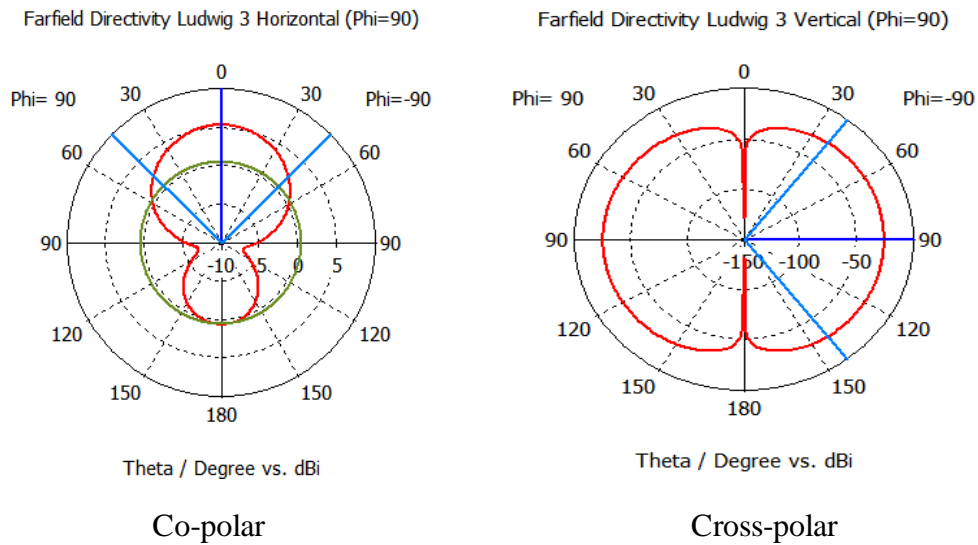 Farfield Directivity Ludwig 3 Horizontal (Phi=90)
0
Phi= 90 30 30 Phi=-90
60 60
90 -10 -5 0 5 90
120 120
150 150
180
Theta / Degree vs. dBi
Co-polar
Farfield Directivity Ludwig 3 Vertical (Phi=90)
0
Phi= 90 30 30 Phi=-90
60 60
90 -150 -100 -50 90
120 120
150 150
180
Theta / Degree vs. dBi
Cross-polar